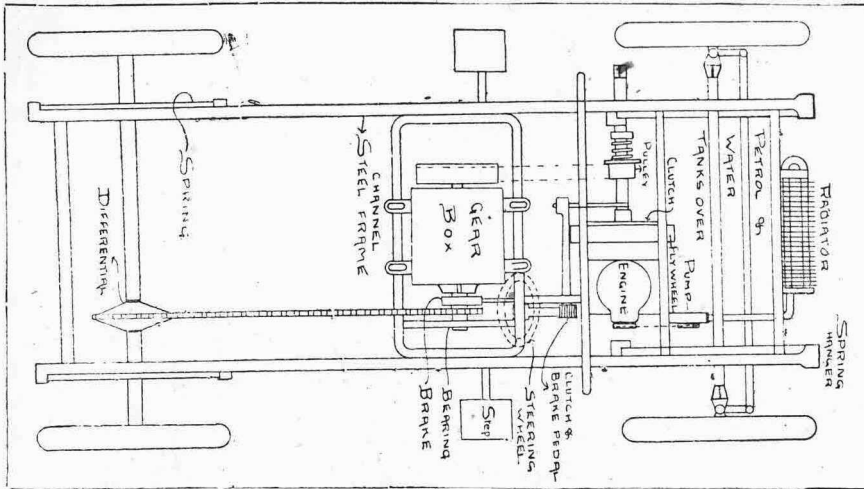 RADIATOR
SPRING
HANGER
PETROL &
WATER
TANKS OVER
PUMP
FLYWHEEL
CLUTCH
PULLEY
ENGINE
CLUTCH &
BRAKE PEDAL
STEERING
WHEEL
Step
BEARING
BRAKE
GEAR
BOX
CHANNEL
STEEL FRAME
SPRING
DIFFERENTIAL